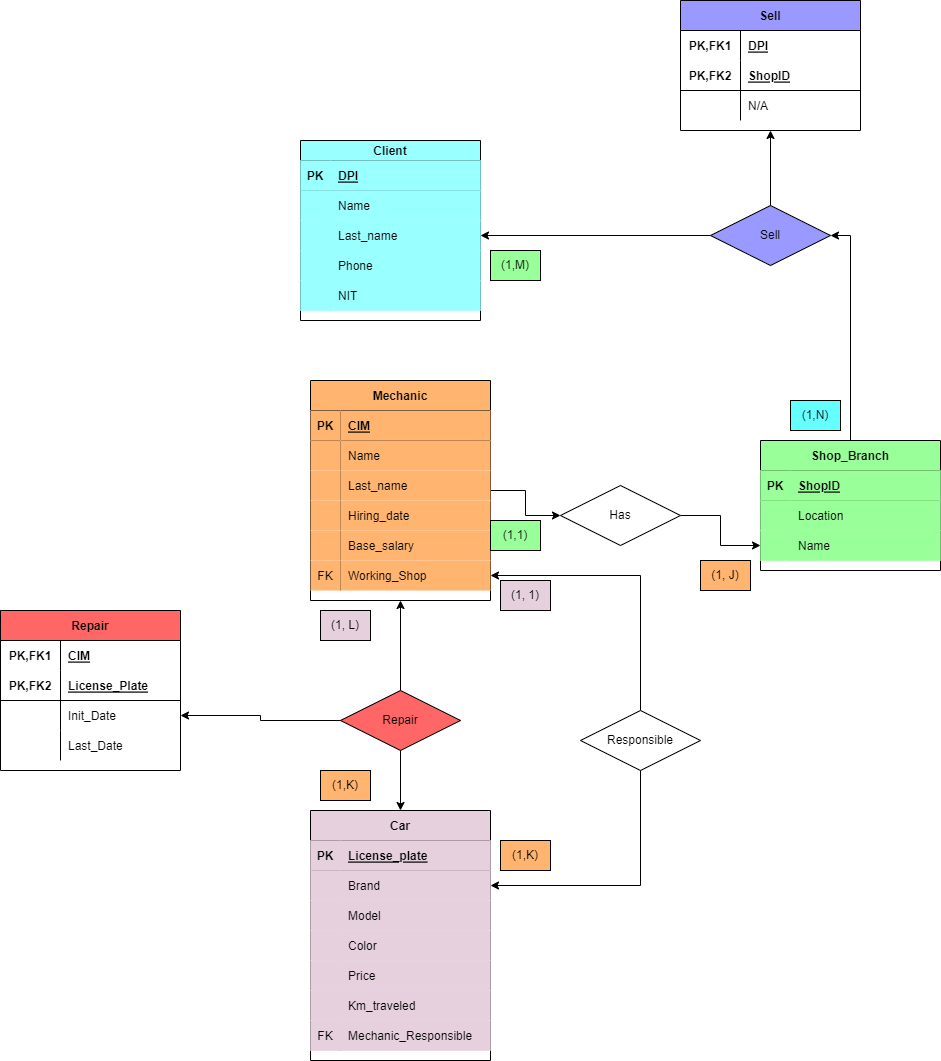 Sell
PK,FK1 DPI
PK,FK2 ShopID
N/A
Client
PK DPI
Name
Last_name
Phone
NIT
Sell
(1,M)
Mechanic
PK CIM
Name
Last_name
Hiring_date
Base_salary
FK Working_Shop
(1,N)
Shop_Branch
PK ShopID
Location
Name
Has
(1,1)
(1, J)
(1, 1)
(1, L)
Repair
PK,FK1 CIM
PK,FK2 License_Plate
Init_Date
Last_Date
Repair
Responsible
(1,K)
Car
PK License_plate
Brand
Model
Color
Price
Km_traveled
FK Mechanic_Responsible
(1,K)